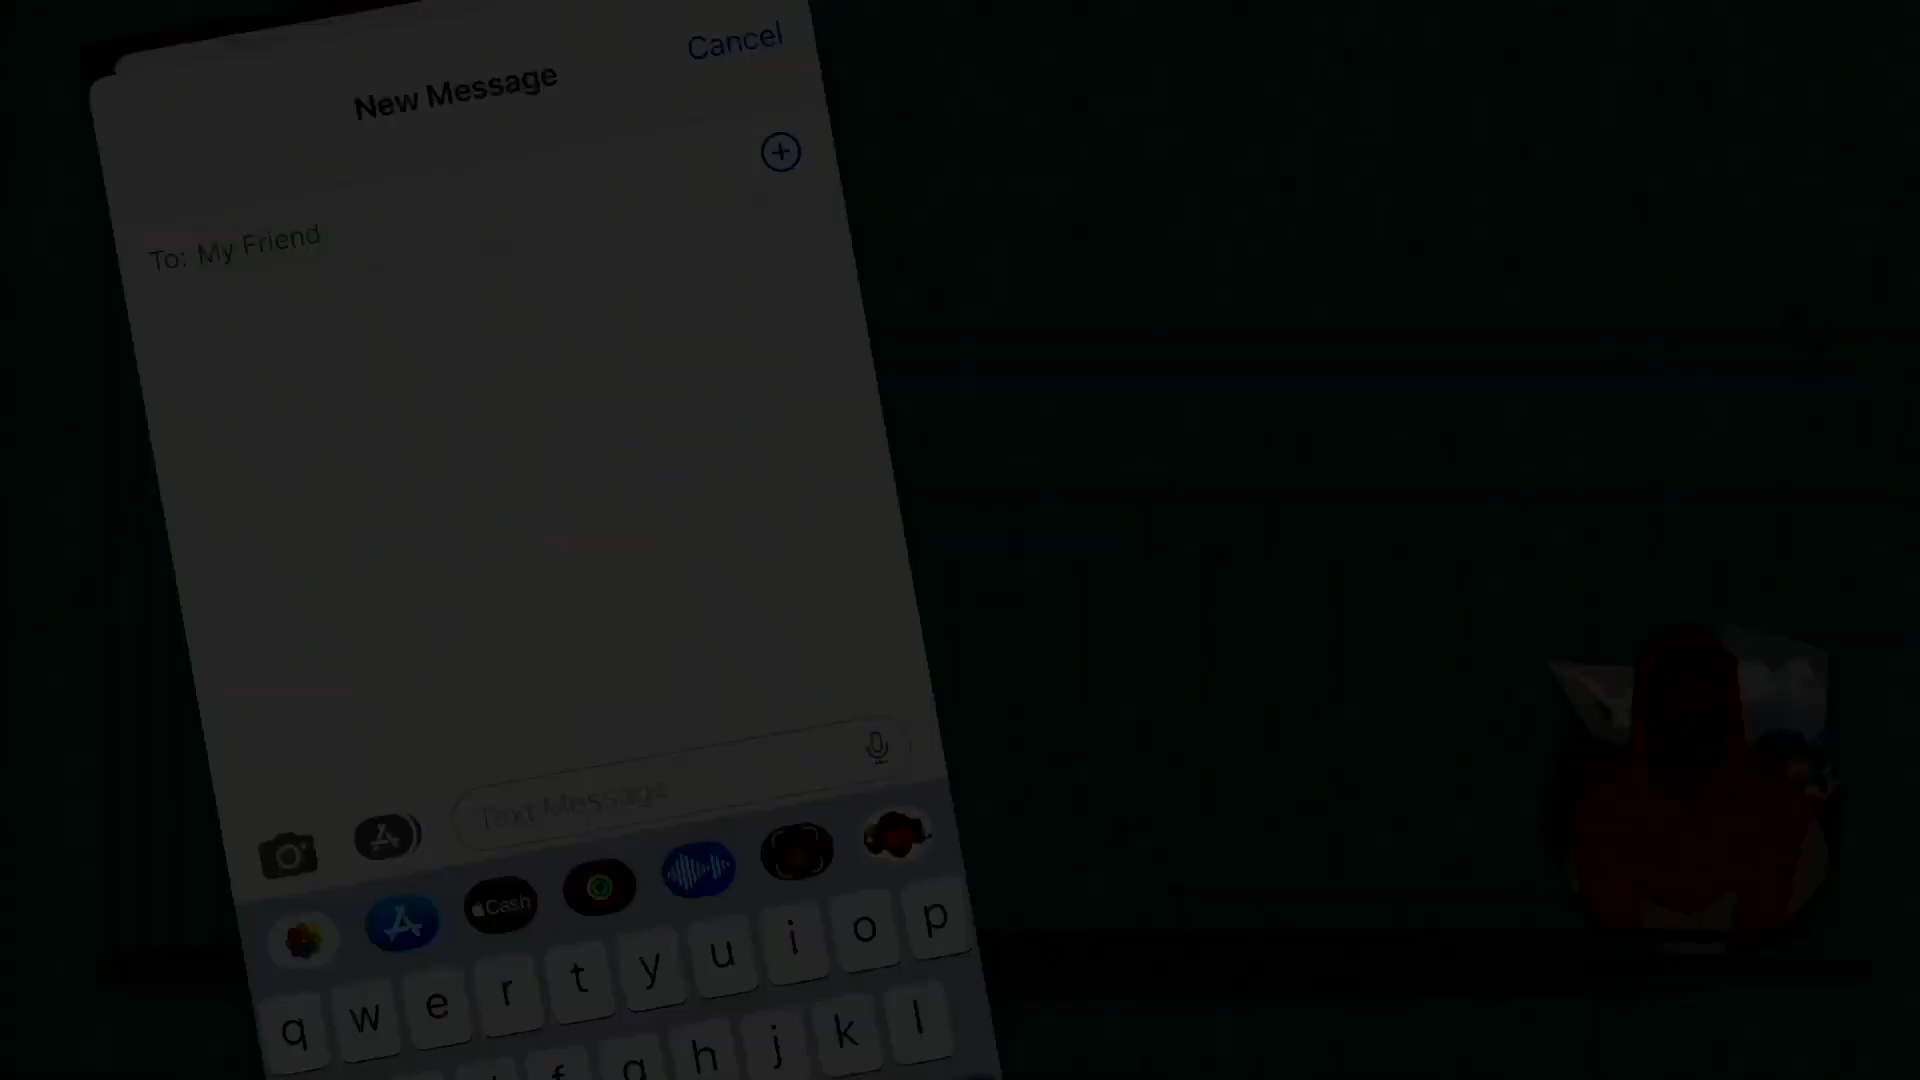 Cancel
New Message
To: My Friend
Text Message
Cash
q w e r t y u i o p
f g h j k l